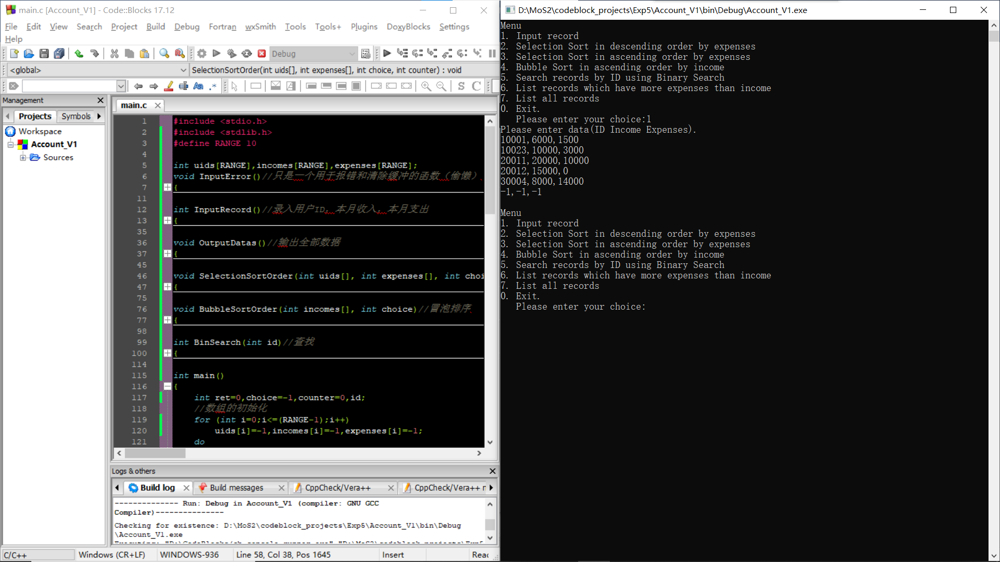 main.c [Account_V1] - Code::Blocks 17.12
File Edit View Search Project Build Debug Fortran wxSmith Tools Tools+ Plugins DoxyBlocks Settings
Help
Debug
<global>
SelectionSortOrder(int uids[], int expenses[], int choice, int counter) : void
S C
Management
Projects Symbols
Workspace
Account_V1
Sources
main.c
1 #include <stdio.h>
2 #include <stdlib.h>
3 #define RANGE 10
4
5 int uids[RANGE],incomes[RANGE],expenses[RANGE];
6 void InputError()//只是一个用于报错和清除缓冲的函数（偷懒）
7 {
11
12 int InputRecord()//录入用户ID，本月收入，本月支出
13 {
35
36 void OutputDatas()//输出全部数据
37 {
45
46 void SelectionSortOrder(int uids[], int expenses[], int choi
47 {
75
76 void BubbleSortOrder(int incomes[], int choice)//冒泡排序
77 {
98
99 int BinSearch(int id)//查找
100 {
114
115 int main()
116 {
117 int ret=0,choice=-1,counter=0,id;
118 //数组的初始化
119 for (int i=0;i<=(RANGE-1);i++)
120 uids[i]=-1,incomes[i]=-1,expenses[i]=-1;
121 do
Logs & others
Build log Build messages CppCheck/Vera++ CppCheck/Vera++ n
-------------- Run: Debug in Account_V1 (compiler: GNU GCC
Compiler)---------------
Checking for existence: D:\MoS2\codeblock_projects\Exp5\Account_V1\bin\Debug
\Account_V1.exe
Executing: "D:\CodeBlocks/cb_console_runner.exe" "D:\MoS2\codeblock_projects\Exp5
C/C++ Windows (CR+LF) WINDOWS-936 Line 58, Col 38, Pos 1645 Insert Reac
D:\MoS2\codeblock_projects\Exp5\Account_V1\bin\Debug\Account_V1.exe
Menu
1. Input record
2. Selection Sort in descending order by expenses
3. Selection Sort in ascending order by expenses
4. Bubble Sort in ascending order by income
5. Search records by ID using Binary Search
6. List records which have more expenses than income
7. List all records
0. Exit.
Please enter your choice:1
Please enter data(ID Income Expenses).
10001,6000,1500
10023,10000,3000
20011,20000,10000
20012,15000,0
30004,8000,14000
-1,-1,-1
Menu
1. Input record
2. Selection Sort in descending order by expenses
3. Selection Sort in ascending order by expenses
4. Bubble Sort in ascending order by income
5. Search records by ID using Binary Search
6. List records which have more expenses than income
7. List all records
0. Exit.
Please enter your choice: